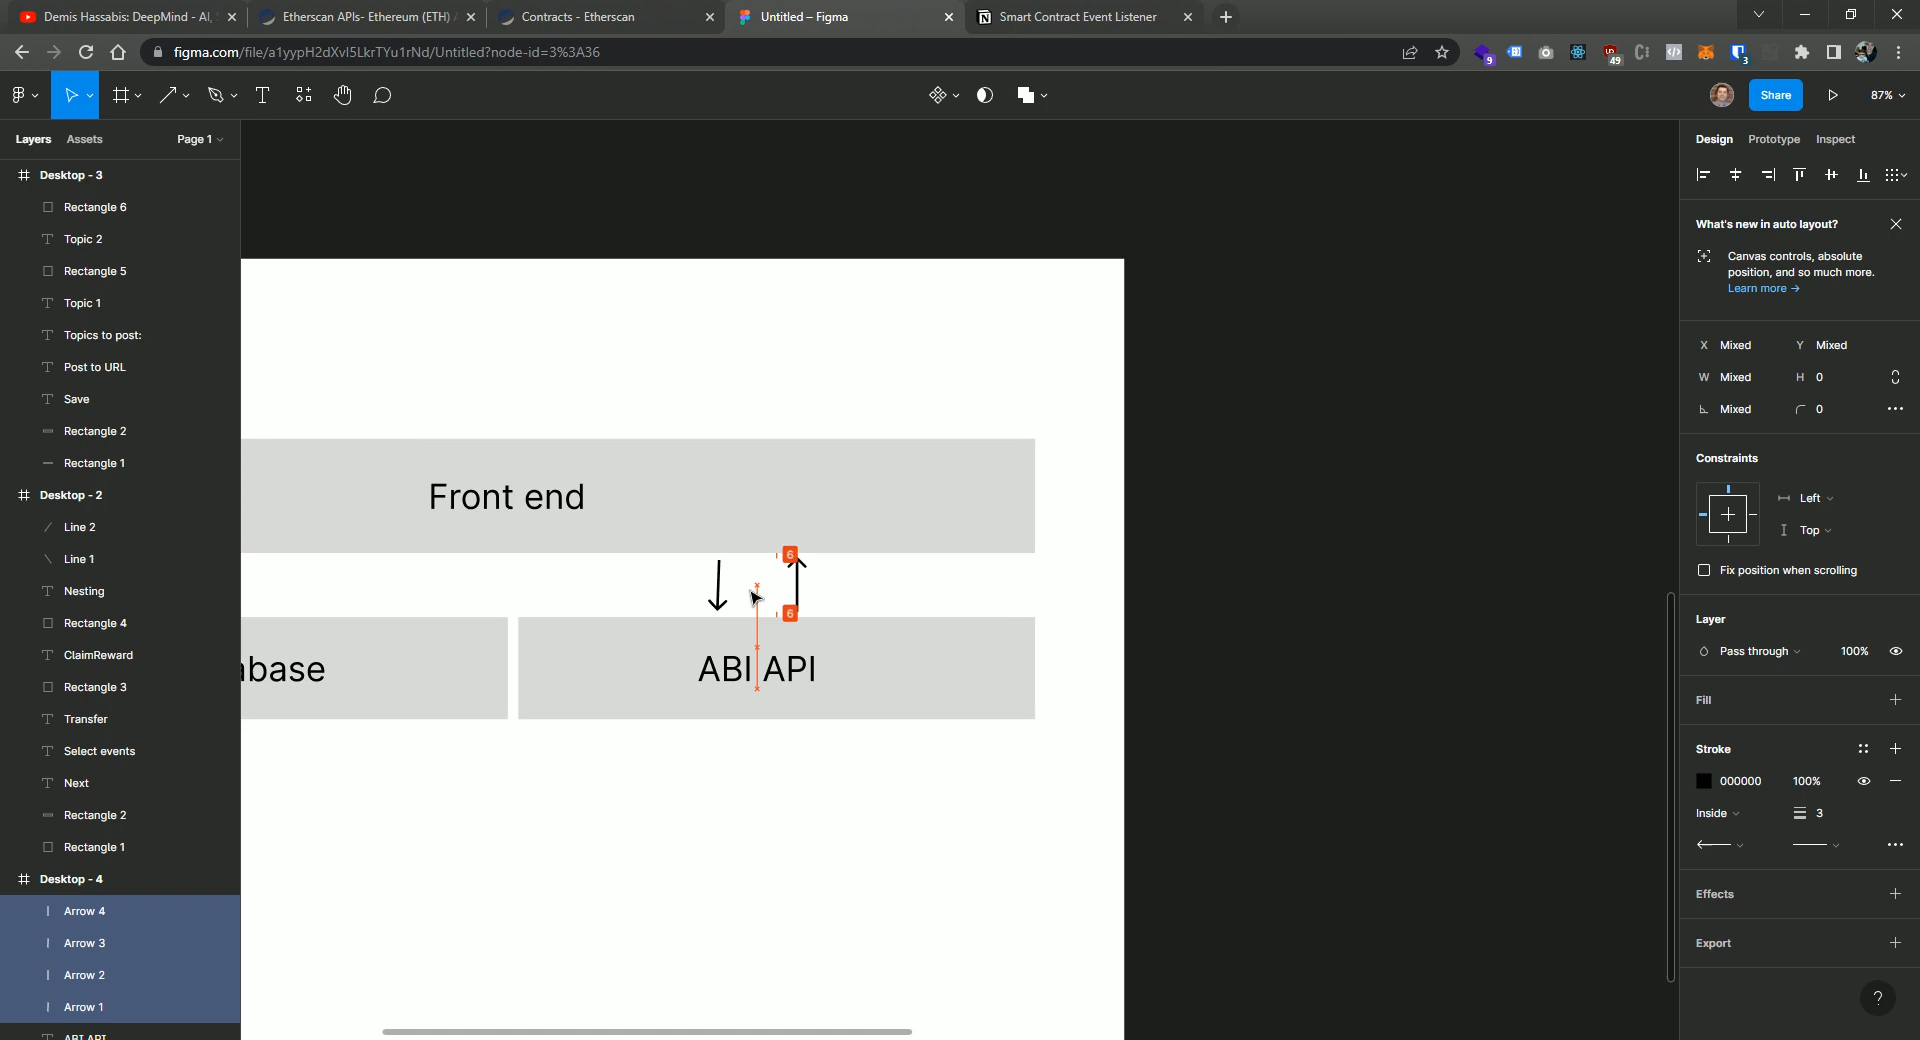 Demis Hassabis: DeepMind - AI,
Etherscan APIs- Ethereum (ETH)
Contracts - Etherscan
Untitled – Figma
Smart Contract Event Listener
figma.com/file/a1yypH2dXvl5LkrTYu1rNd/Untitled?node-id=3%3A36
9
49
3
Share
87%
Layers
Assets
Page 1
Design
Prototype
Inspect
Desktop - 3
Rectangle 6
Topic 2
Rectangle 5
Topic 1
Topics to post:
Post to URL
Save
Rectangle 2
Rectangle 1
Desktop - 2
Line 2
Line 1
Nesting
Rectangle 4
ClaimReward
Rectangle 3
Transfer
Select events
Next
Rectangle 2
Rectangle 1
Desktop - 4
Arrow 4
Arrow 3
Arrow 2
Arrow 1
ABI API
Front end
6
6
abase
ABI API
What's new in auto layout?
Canvas controls, absolute
position, and so much more.
Learn more →
X Mixed Y Mixed
W Mixed H 0
Mixed 0
Constraints
Left
Top
Fix position when scrolling
Layer
Pass through 100%
Fill
Stroke
000000 100%
Inside 3
Effects
Export
?